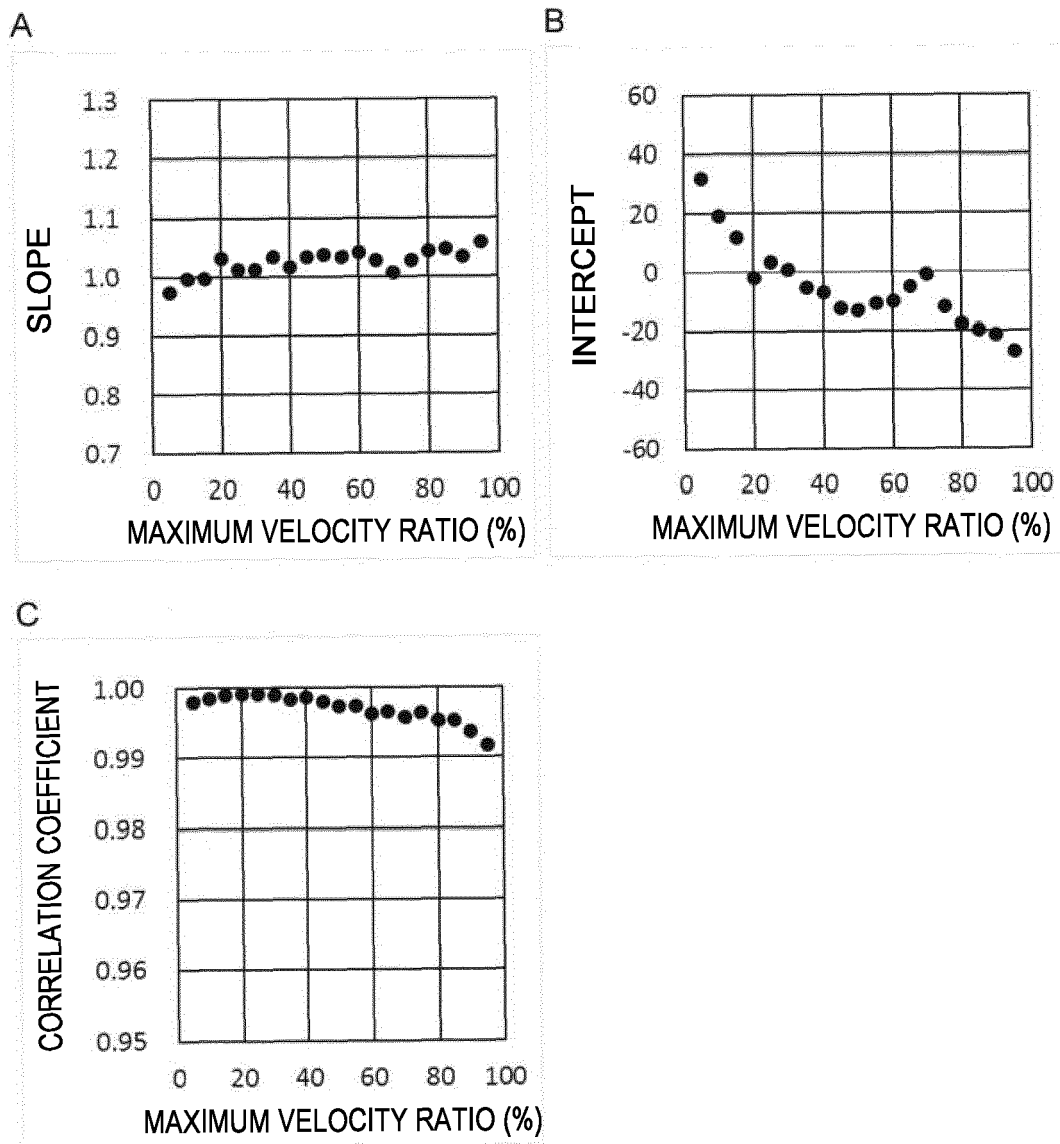 A
SLOPE
1.3
1.2
1.1
1.0
0.9
0.8
0.7
0 20 40 60 80 100
MAXIMUM VELOCITY RATIO (%)
B
INTERCEPT
60
40
20
0
-20
-40
-60
0 20 40 60 80 100
MAXIMUM VELOCITY RATIO (%)
C
CORRELATION COEFFICIENT
1.00
0.99
0.98
0.97
0.96
0.95
0 20 40 60 80 100
MAXIMUM VELOCITY RATIO (%)